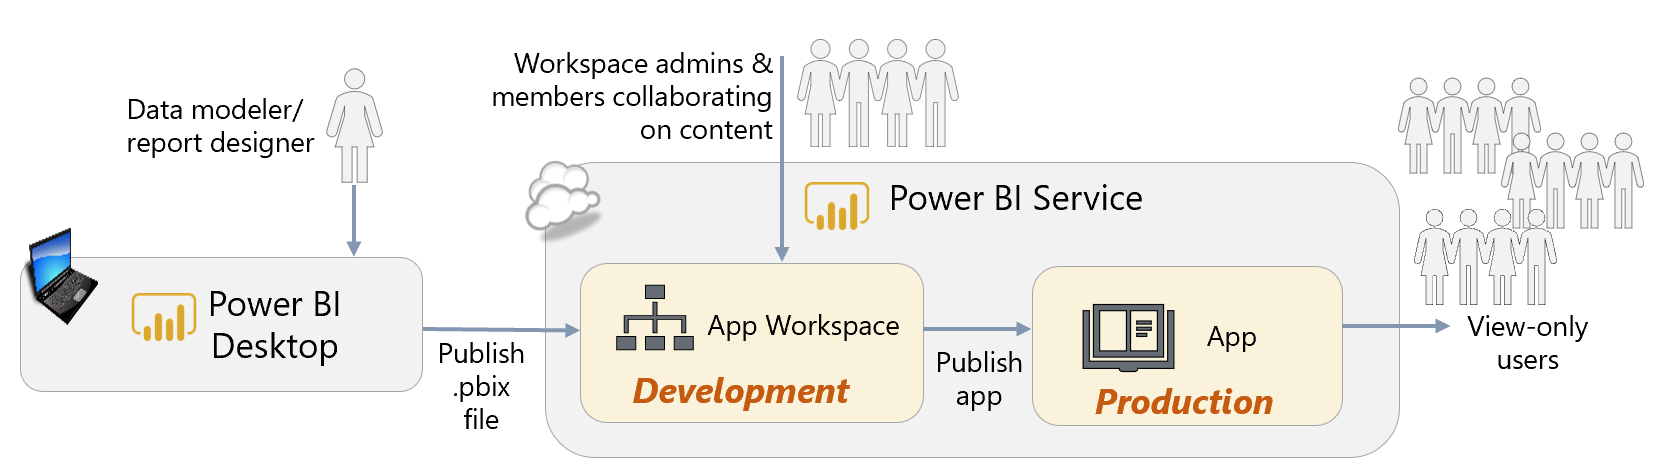 Data modeler/
report designer
Workspace admins &
members collaborating
on content
Power BI Service
Power BI
Desktop
Publish
.pbix
file
App Workspace
Development
Publish
app
App
Production
View-only
users